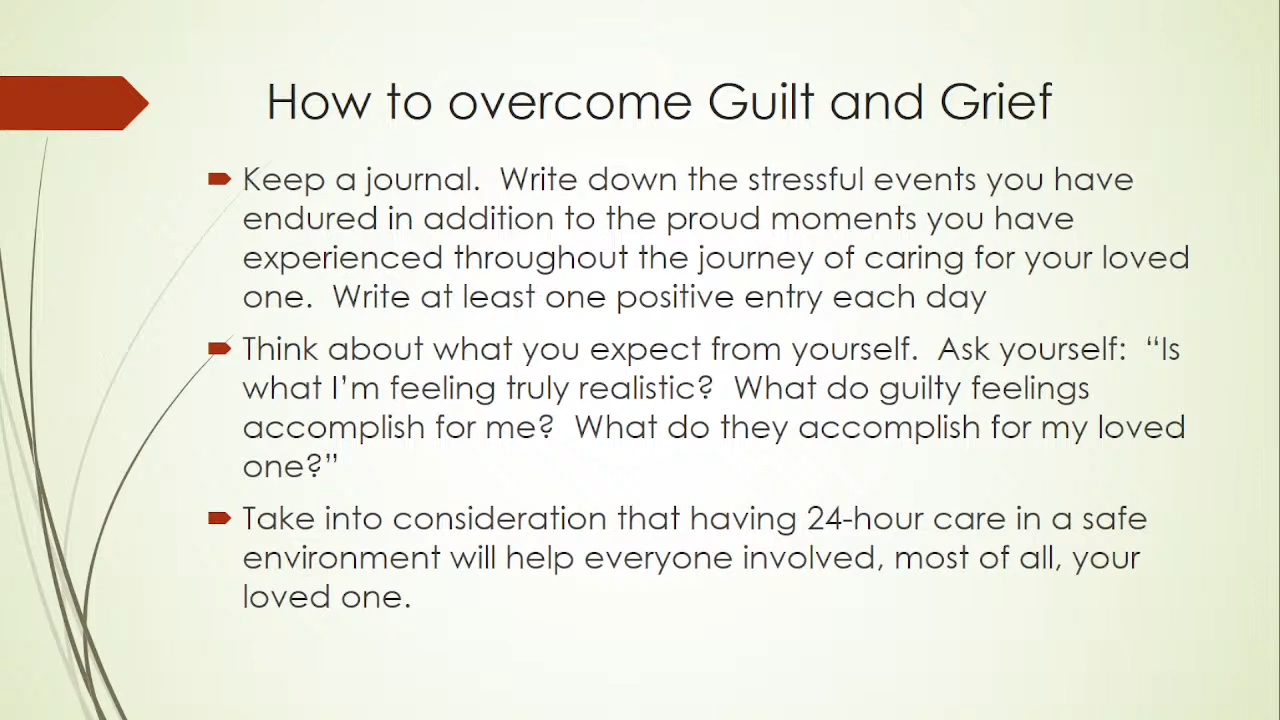 How to overcome Guilt and Grief
Keep a journal.  Write down the stressful events you have
endured in addition to the proud moments you have
experienced throughout the journey of caring for your loved
one.  Write at least one positive entry each day
Think about what you expect from yourself.  Ask yourself:  “Is
what I’m feeling truly realistic?  What do guilty feelings
accomplish for me?  What do they accomplish for my loved
one?”
Take into consideration that having 24-hour care in a safe
environment will help everyone involved, most of all, your
loved one.